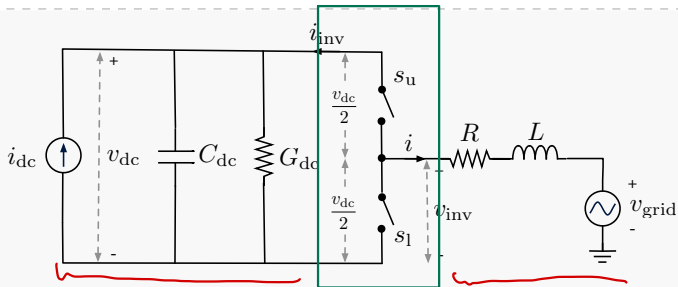 i_inv
+
s_u
v_dc/2
i_dc
v_dc
C_dc
G_dc
i
R
L
+
+
v_dc/2
v_inv
v_grid
-
s_l
-
-